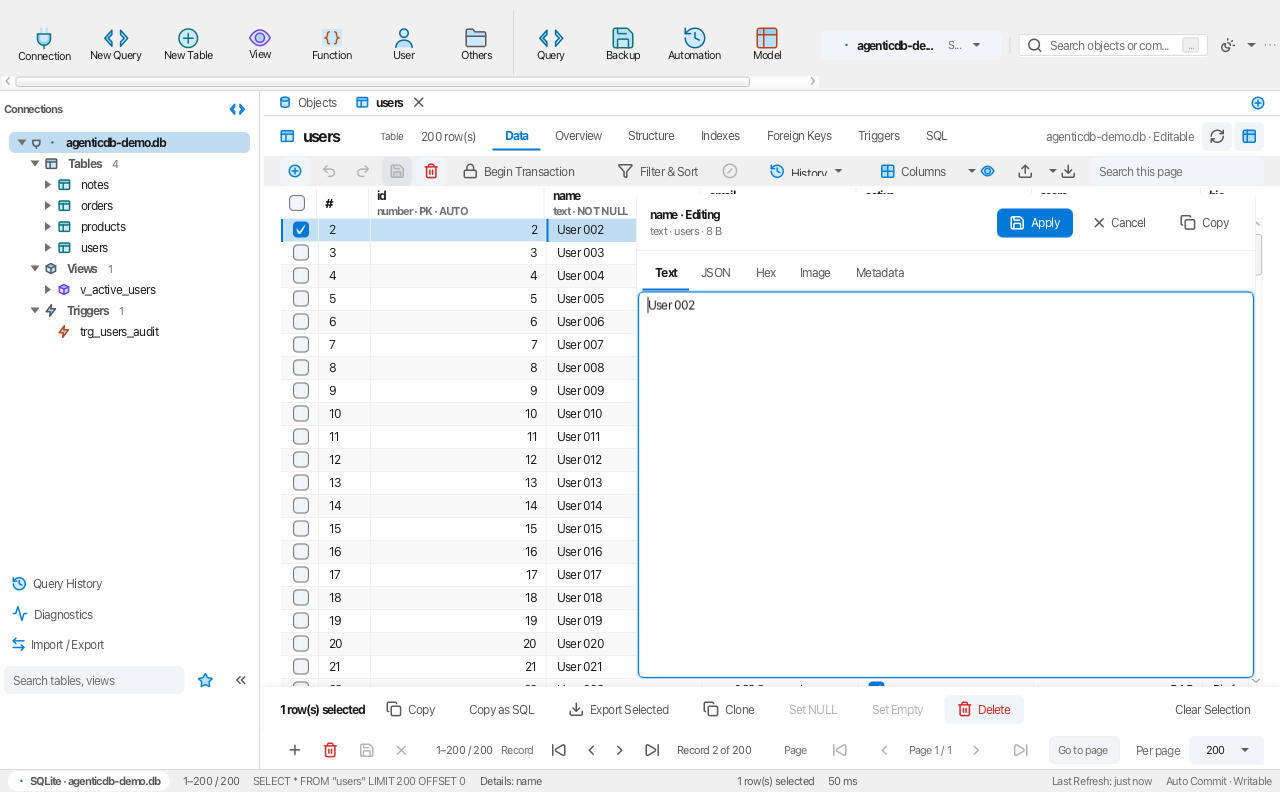 Connection
New Query
New Table
View
Function
User
Others
Query
Backup
Automation
Model
agenticdb-de...
S...
Search objects or com...
...
Connections
agenticdb-demo.db
Tables 4
notes
orders
products
users
Views 1
v_active_users
Triggers 1
trg_users_audit
Query History
Diagnostics
Import / Export
Search tables, views
Objects
users
users
Table
200 row(s)
Data
Overview
Structure
Indexes
Foreign Keys
Triggers
SQL
agenticdb-demo.db · Editable
Begin Transaction
Filter & Sort
History
Columns
Search this page
#
id
number · PK · AUTO
name
text · NOT NULL
2 2 User 002
3 3 User 003
4 4 User 004
5 5 User 005
6 6 User 006
7 7 User 007
8 8 User 008
9 9 User 009
10 10 User 010
11 11 User 011
12 12 User 012
13 13 User 013
14 14 User 014
15 15 User 015
16 16 User 016
17 17 User 017
18 18 User 018
19 19 User 019
20 20 User 020
21 21 User 021
name · Editing
text · users · 8 B
Apply
Cancel
Copy
Text
JSON
Hex
Image
Metadata
User 002
1 row(s) selected
Copy
Copy as SQL
Export Selected
Clone
Set NULL
Set Empty
Delete
Clear Selection
1–200 / 200
Record
Record 2 of 200
Page
Page 1 / 1
Go to page
Per page
200
SQLite · agenticdb-demo.db
1–200 / 200
SELECT * FROM "users" LIMIT 200 OFFSET 0
Details: name
1 row(s) selected
50 ms
Last Refresh: just now
Auto Commit · Writable